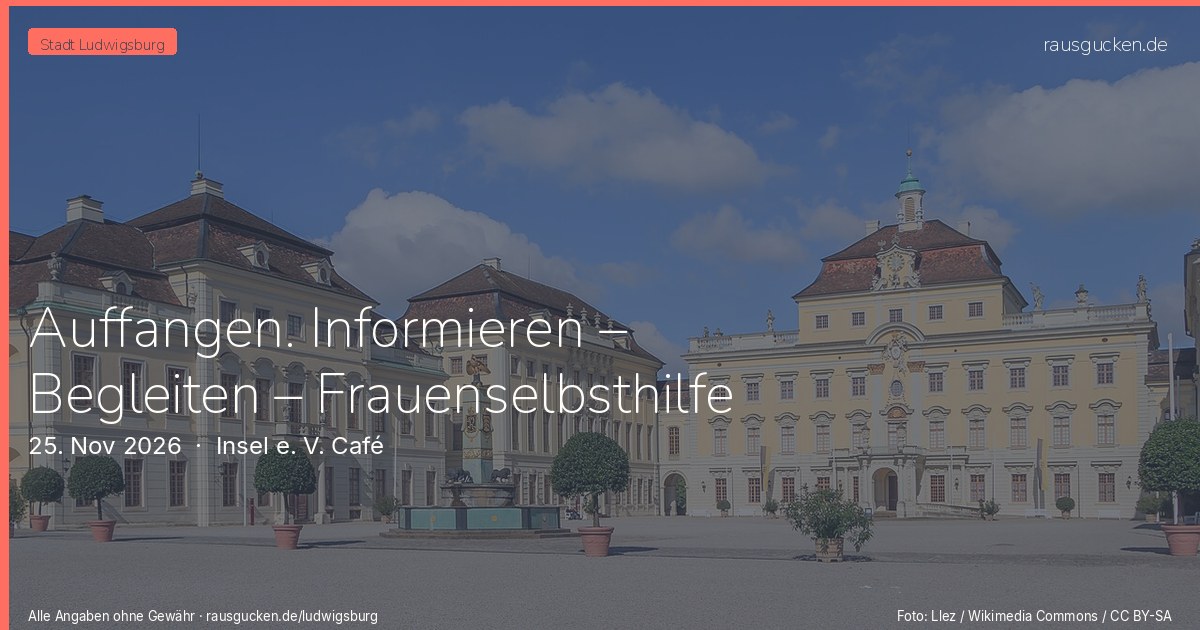 Stadt Ludwigsburg
rausgucken.de
Auffangen. Informieren –
Begleiten – Frauenselbsthilfe
25. Nov 2026 · Insel e. V. Café
Alle Angaben ohne Gewähr · rausgucken.de/ludwigsburg
Foto: Llez / Wikimedia Commons / CC BY-SA